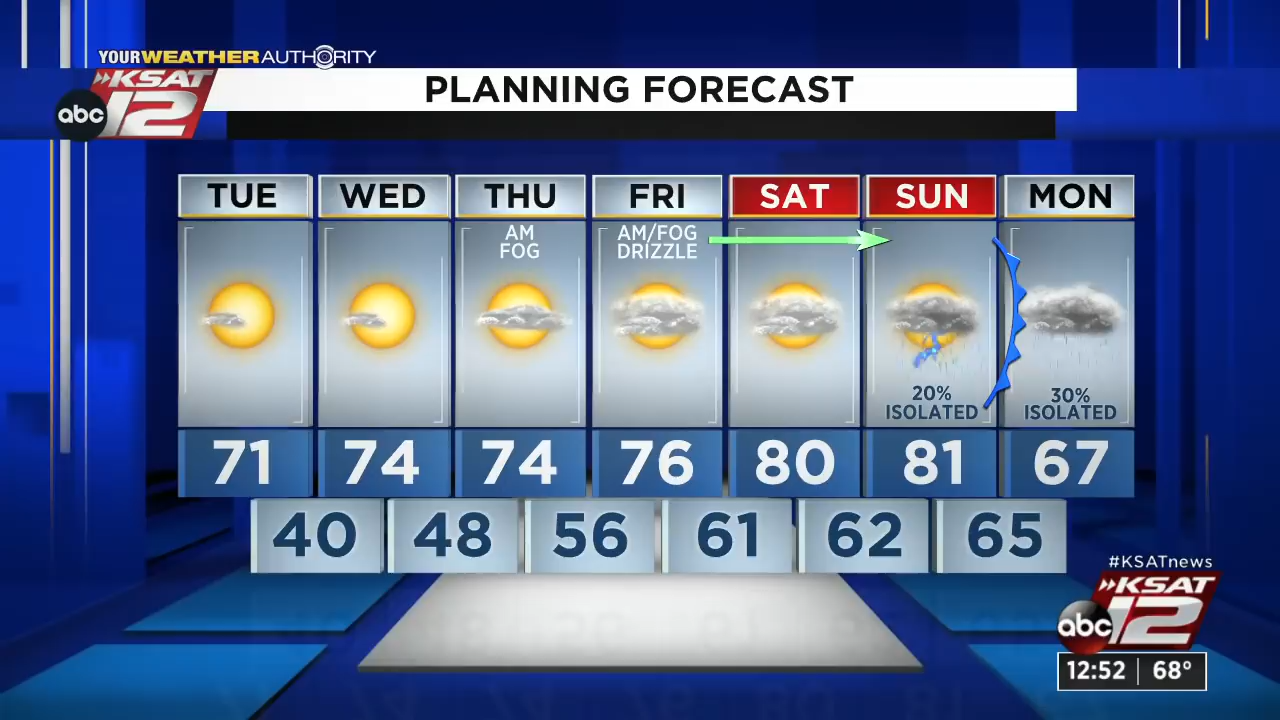 YOUR WEATHER AUTHORITY
KSAT
abc 12
PLANNING FORECAST
TUE WED THU FRI SAT SUN MON
AM FOG
AM/FOG DRIZZLE
20% ISOLATED
30% ISOLATED
71 74 74 76 80 81 67
40 48 56 61 62 65
#KSATnews
KSAT
abc 12
12:52 68°